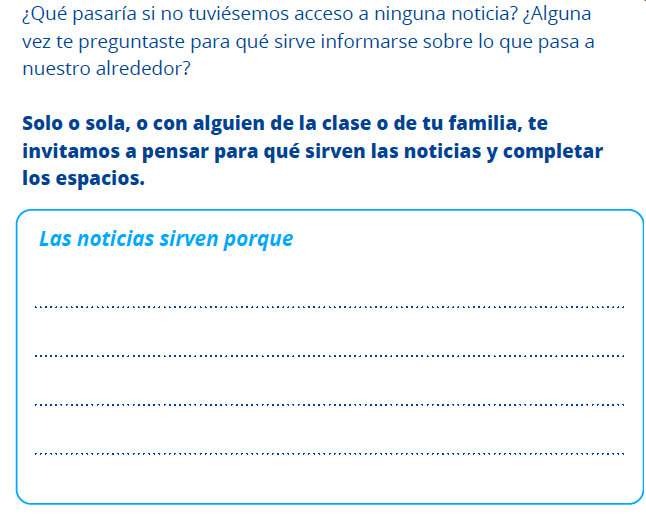 ¿Qué pasaría si no tuviésemos acceso a ninguna noticia? ¿Alguna
vez te preguntaste para qué sirve informarse sobre lo que pasa a
nuestro alrededor?
Solo o sola, o con alguien de la clase o de tu familia, te
invitamos a pensar para qué sirven las noticias y completar
los espacios.
Las noticias sirven porque